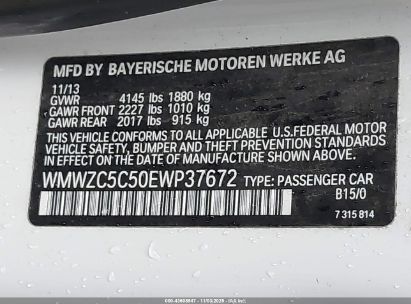 MFD BY BAYERISCHE MOTOREN WERKE AG
11/13
GVWR 4145 lbs 1880 kg
GAWR FRONT 2227 lbs 1010 kg
GAWR REAR 2017 lbs 915 kg
THIS CONFORMS TO ALL APPLICABLE U.S.FEDERAL MOTOR
VEHICLE SAFETY, BUMPER AND THEFT PREVENTION STANDARDS
IN EFFECT ON THE DATE OF MANUFACTURE SHOWN ABOVE.
WMWZC5C50EWP37672 TYPE: PASSENGER CAR
B15/0
7 315 814